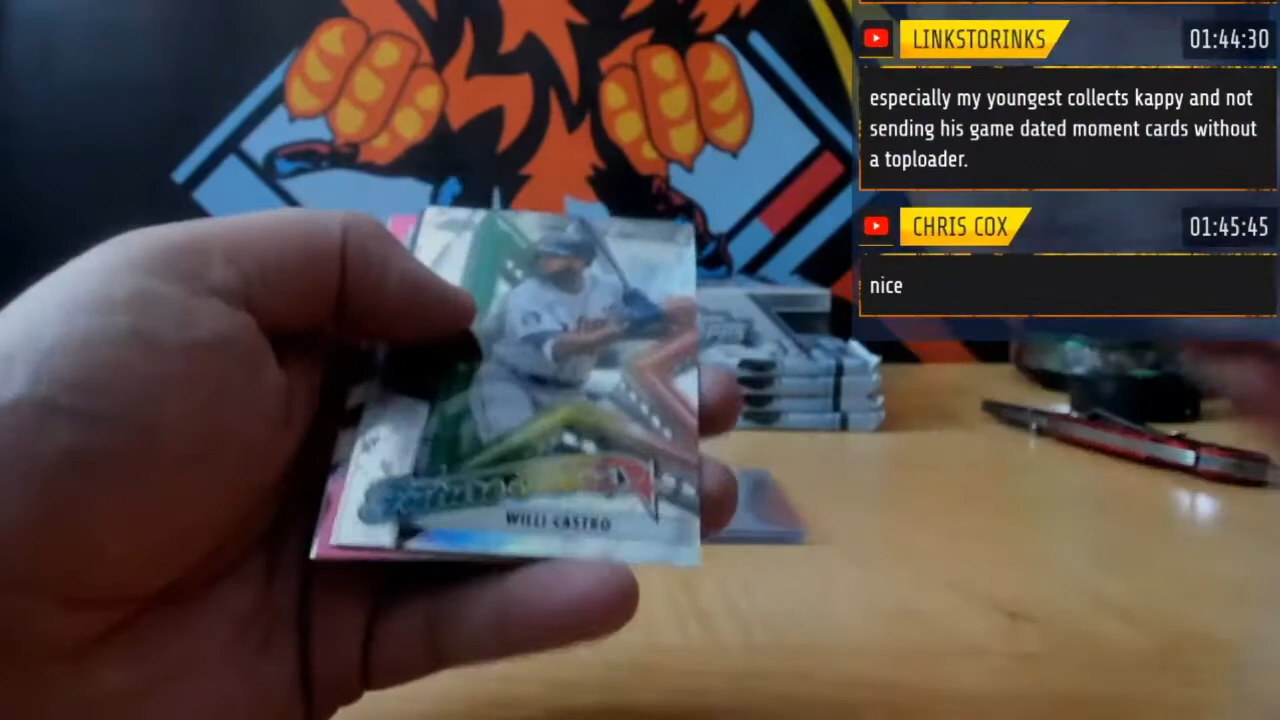 LINKSTORINKS 01:44:30
especially my youngest collects kappy and not
sending his game dated moment cards without
a toploader.
CHRIS COX 01:45:45
nice
WILLI CASTRO